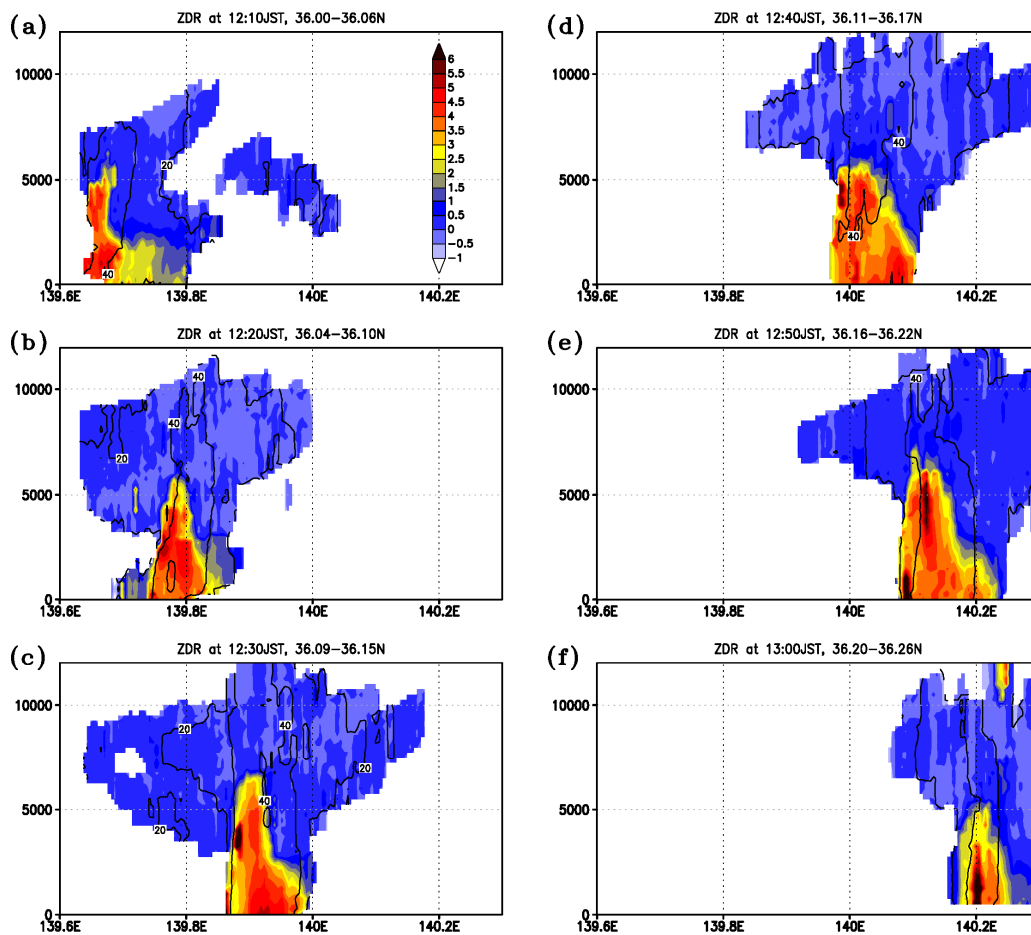 (a)
ZDR at 12:10JST, 36.00−36.06N
10000
5000
0
139.6E
139.8E
140E
140.2E
20
40
6
5.5
5
4.5
4
3.5
3
2.5
2
1.5
1
0.5
0
−0.5
−1
(b)
ZDR at 12:20JST, 36.04−36.10N
10000
5000
0
139.6E
139.8E
140E
140.2E
40
40
20
(c)
ZDR at 12:30JST, 36.09−36.15N
10000
5000
0
139.6E
139.8E
140E
140.2E
20
40
20
40
20
(d)
ZDR at 12:40JST, 36.11−36.17N
10000
5000
0
139.6E
139.8E
140E
140.2E
40
40
(e)
ZDR at 12:50JST, 36.16−36.22N
10000
5000
0
139.6E
139.8E
140E
140.2E
40
(f)
ZDR at 13:00JST, 36.20−36.26N
10000
5000
0
139.6E
139.8E
140E
140.2E